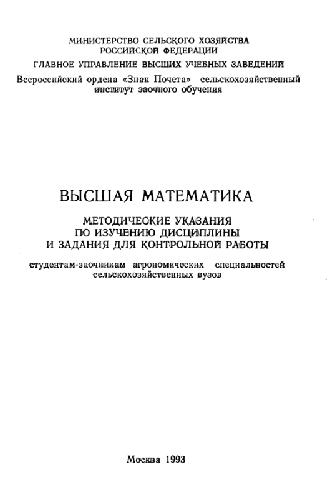 МИНИСТЕРСТВО СЕЛЬСКОГО ХОЗЯЙСТВА
РОССИЙСКОЙ ФЕДЕРАЦИИ
ГЛАВНОЕ УПРАВЛЕНИЕ ВЫСШИХ УЧЕБНЫХ ЗАВЕДЕНИЙ
Всероссийский ордена «Знак Почета» сельскохозяйственный
институт заочного обучения
ВЫСШАЯ МАТЕМАТИКА
МЕТОДИЧЕСКИЕ УКАЗАНИЯ
ПО ИЗУЧЕНИЮ ДИСЦИПЛИНЫ
И ЗАДАНИЯ ДЛЯ КОНТРОЛЬНОЙ РАБОТЫ
студентам-заочникам агрономических специальностей
сельскохозяйственных вузов
Москва 1993